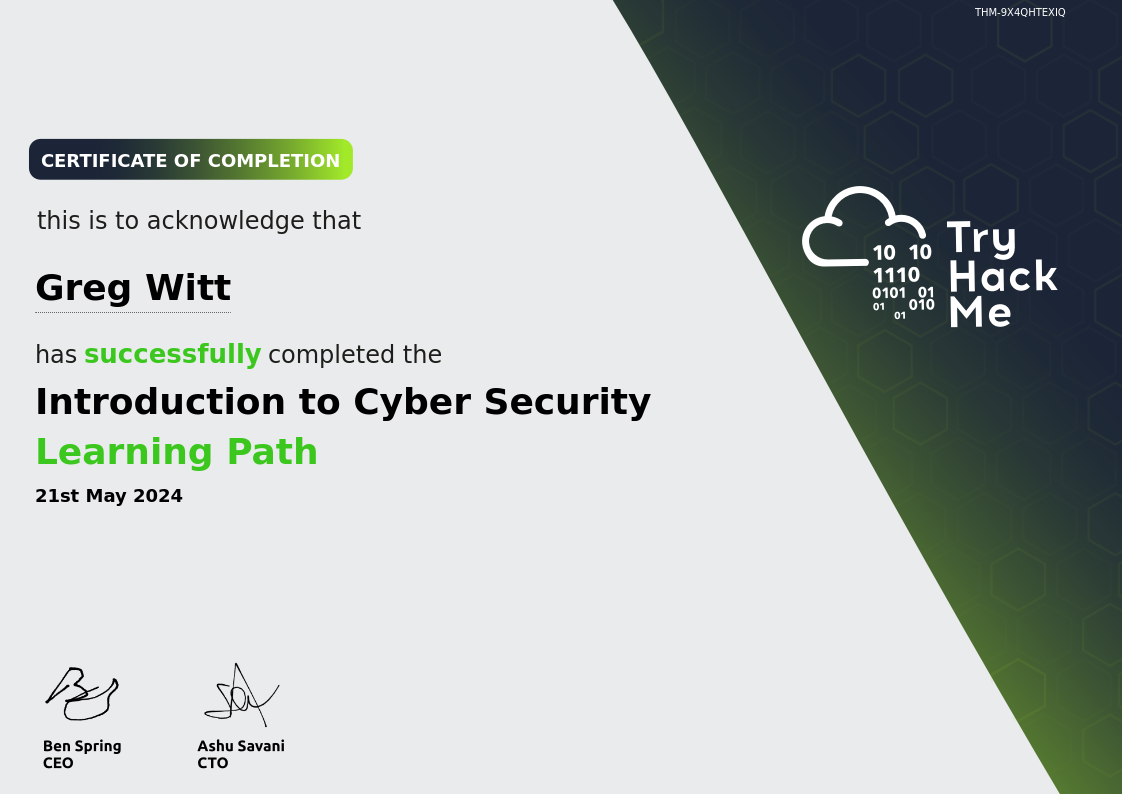 THM-9X4QHTEXIQ
CERTIFICATE OF COMPLETION
this is to acknowledge that
Greg Witt
has successfully completed the
Introduction to Cyber Security
Learning Path
21st May 2024
10 10
1110
0101 01
01 010
01
Try
Hack
Me
Ben Spring
CEO
Ashu Savani
CTO